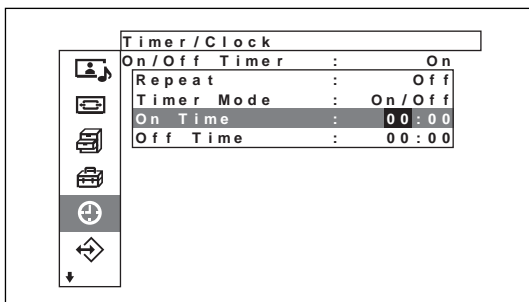 Timer/Clock
On/Off Timer : On
Repeat : Off
Timer Mode : On/Off
On Time : 00:00
Off Time : 00:00